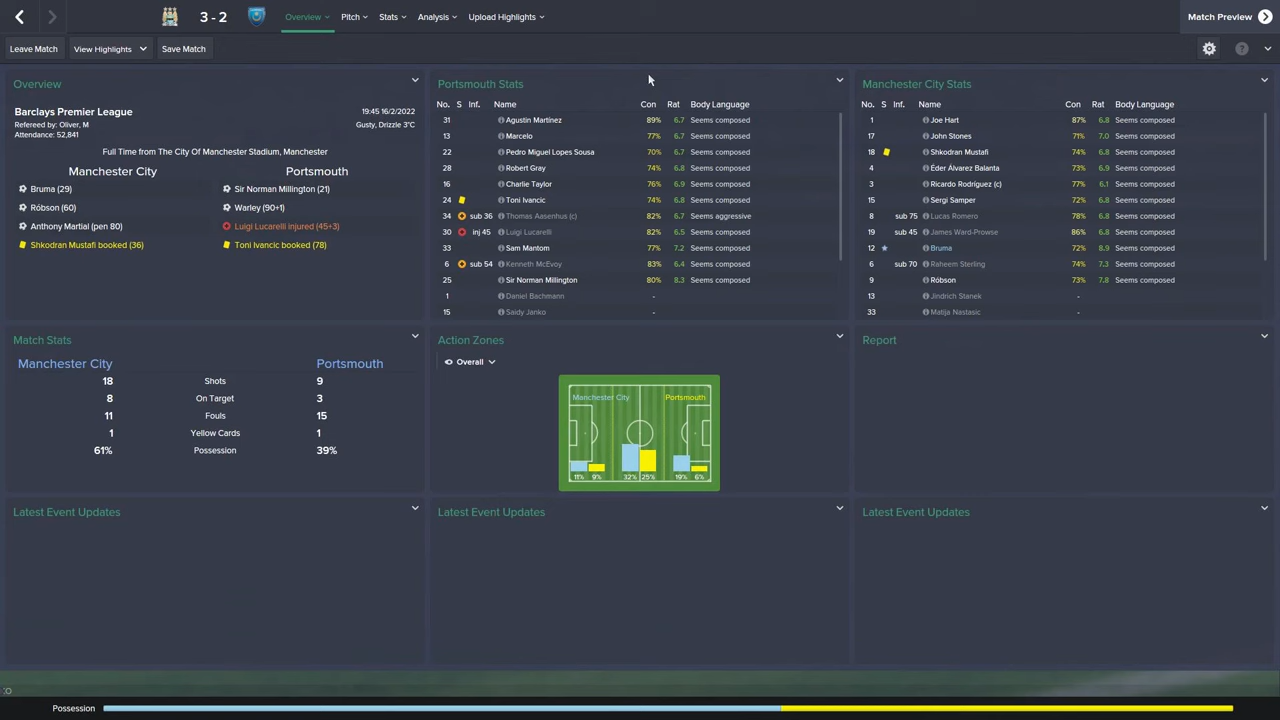 3 - 2
Overview
Pitch
Stats
Analysis
Upload Highlights
Match Preview
Leave Match
View Highlights
Save Match
Overview
Barclays Premier League
19:45 16/2/2022
Refereed by: Oliver, M
Gusty, Drizzle 3°C
Attendance: 52,841
Full Time from The City Of Manchester Stadium, Manchester
Manchester City
Portsmouth
Bruma (29)
Sir Norman Millington (21)
Róbson (60)
Warley (90+1)
Anthony Martial (pen 80)
Luigi Lucarelli injured (45+3)
Shkodran Mustafi booked (36)
Toni Ivancic booked (78)
Portsmouth Stats
No. S Inf. Name Con Rat Body Language
31 Agustin Martínez 89% 6.7 Seems composed
13 Marcelo 77% 6.7 Seems composed
22 Pedro Miguel Lopes Sousa 70% 6.7 Seems composed
28 Robert Gray 74% 6.8 Seems composed
16 Charlie Taylor 76% 6.9 Seems composed
24 Toni Ivancic 74% 6.8 Seems composed
34 sub 36 Thomas Aasenhus (c) 82% 6.7 Seems aggressive
30 inj 45 Luigi Lucarelli 82% 6.5 Seems composed
33 Sam Mantom 77% 7.2 Seems composed
6 sub 54 Kenneth McEvoy 83% 6.4 Seems composed
25 Sir Norman Millington 80% 8.3 Seems composed
1 Daniel Bachmann -
15 Saidy Janko -
Manchester City Stats
No. S Inf. Name Con Rat Body Language
1 Joe Hart 87% 6.8 Seems composed
17 John Stones 71% 7.0 Seems composed
18 Shkodran Mustafi 74% 6.8 Seems composed
4 Éder Álvarez Balanta 73% 6.9 Seems composed
3 Ricardo Rodríguez (c) 77% 6.1 Seems composed
15 Sergi Samper 72% 6.8 Seems composed
8 sub 75 Lucas Romero 78% 6.8 Seems composed
19 sub 45 James Ward-Prowse 86% 6.8 Seems composed
12 Bruma 72% 8.9 Seems composed
6 sub 70 Raheem Sterling 74% 7.3 Seems composed
9 Róbson 73% 7.8 Seems composed
13 Jindrich Stanek -
33 Matija Nastasic -
Match Stats
Manchester City
Portsmouth
18 Shots 9
8 On Target 3
11 Fouls 15
1 Yellow Cards 1
61% Possession 39%
Action Zones
Overall
Manchester City
Portsmouth
11% 9% 32% 25% 19% 6%
Report
Latest Event Updates
Latest Event Updates
Latest Event Updates
:O
Possession